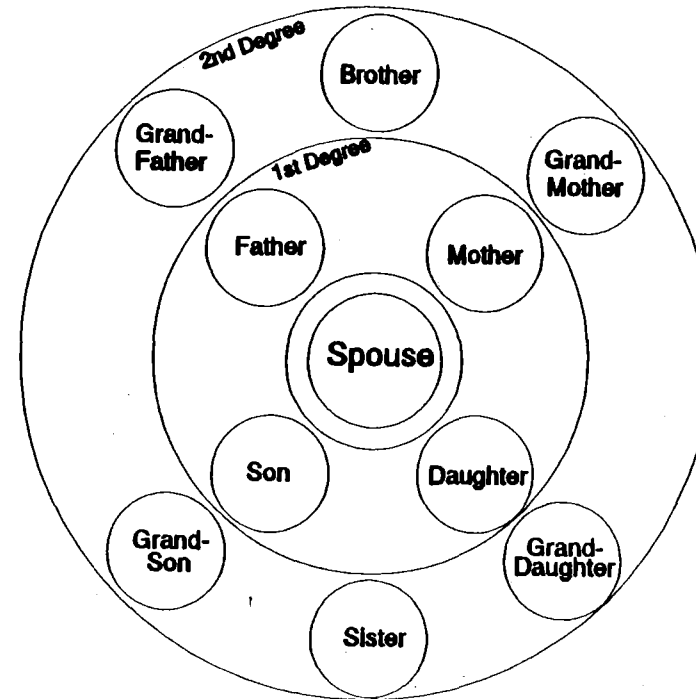 2nd Degree
Brother
Grand-
Father
Grand-
Mother
1st Degree
Father
Mother
Spouse
Son
Daughter
Grand-
Son
Grand-
Daughter
Sister